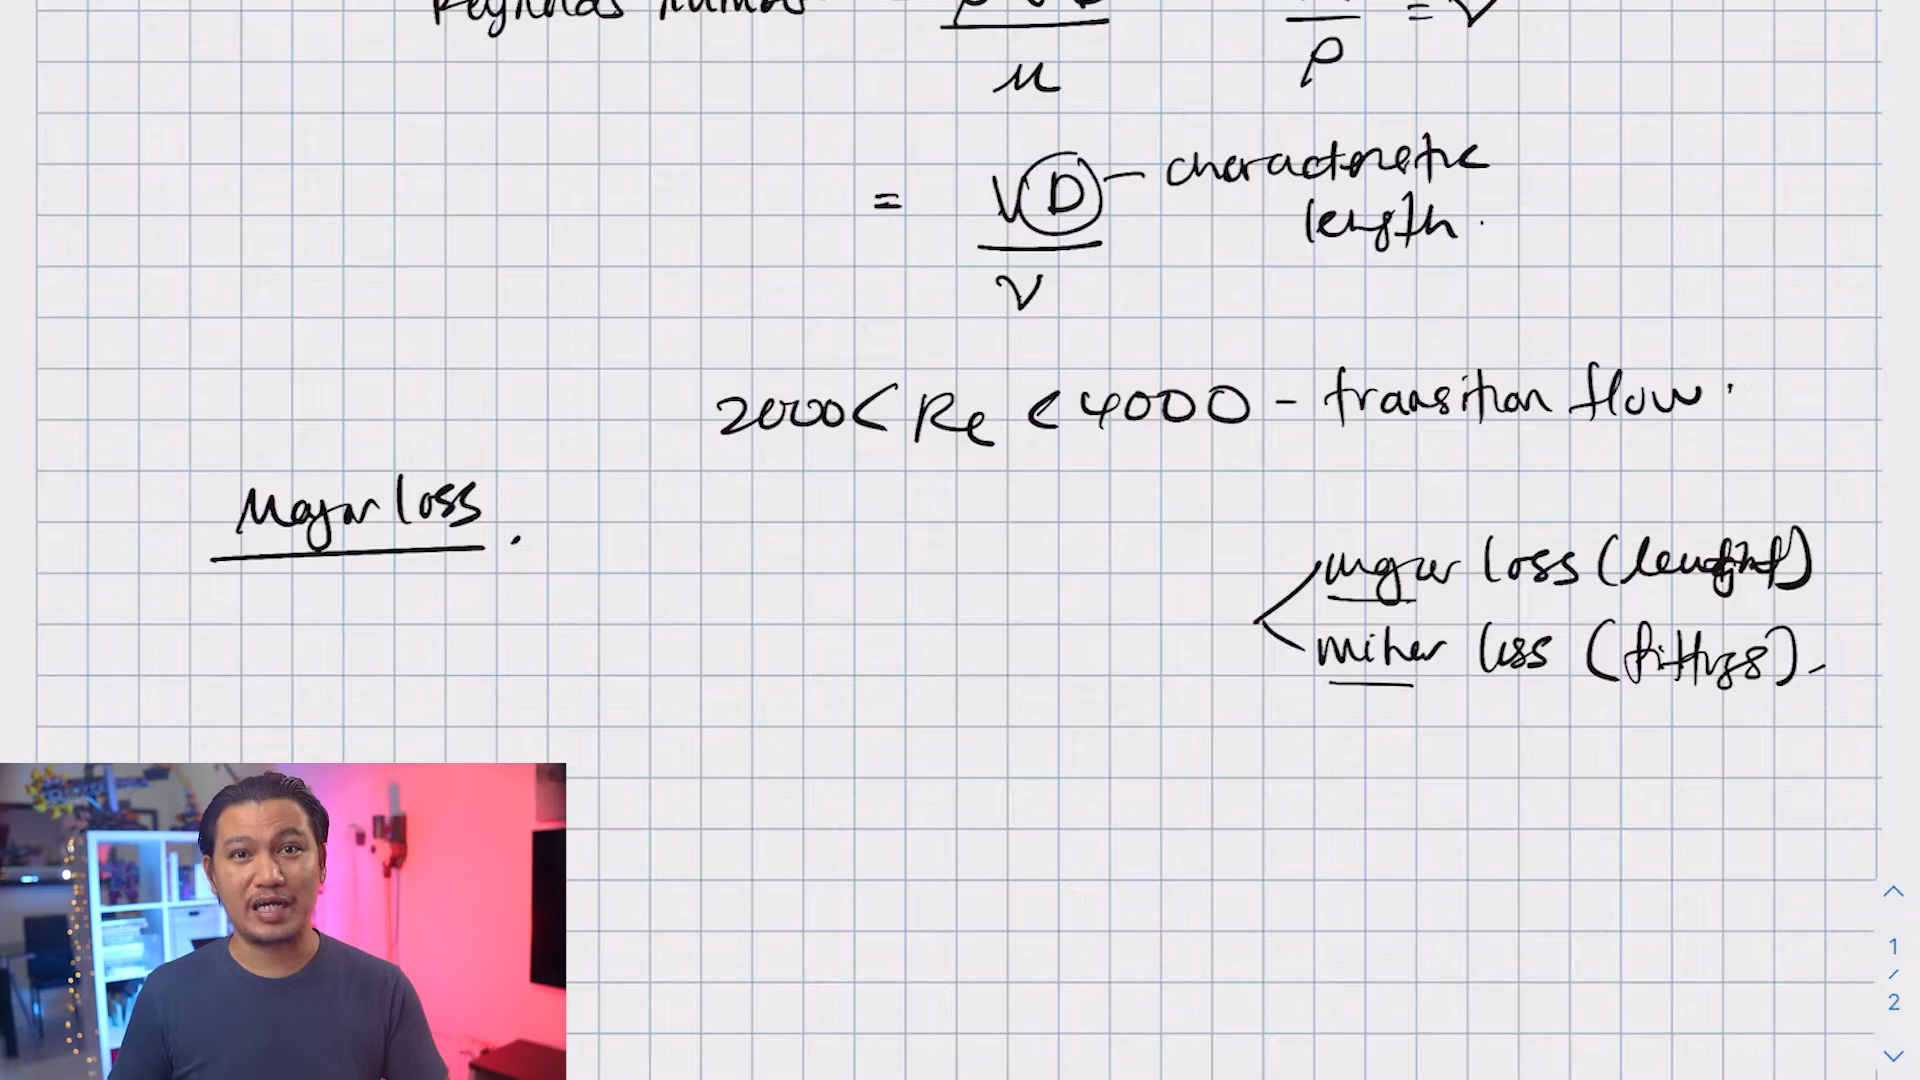 Reynolds number = ρVD / μ
μ / ρ = ν
= VD / ν – characteristic length.
2000 < Re < 4000 – transition flow.
Major loss.
major loss (length)
minor loss (fittings).
1 / 2